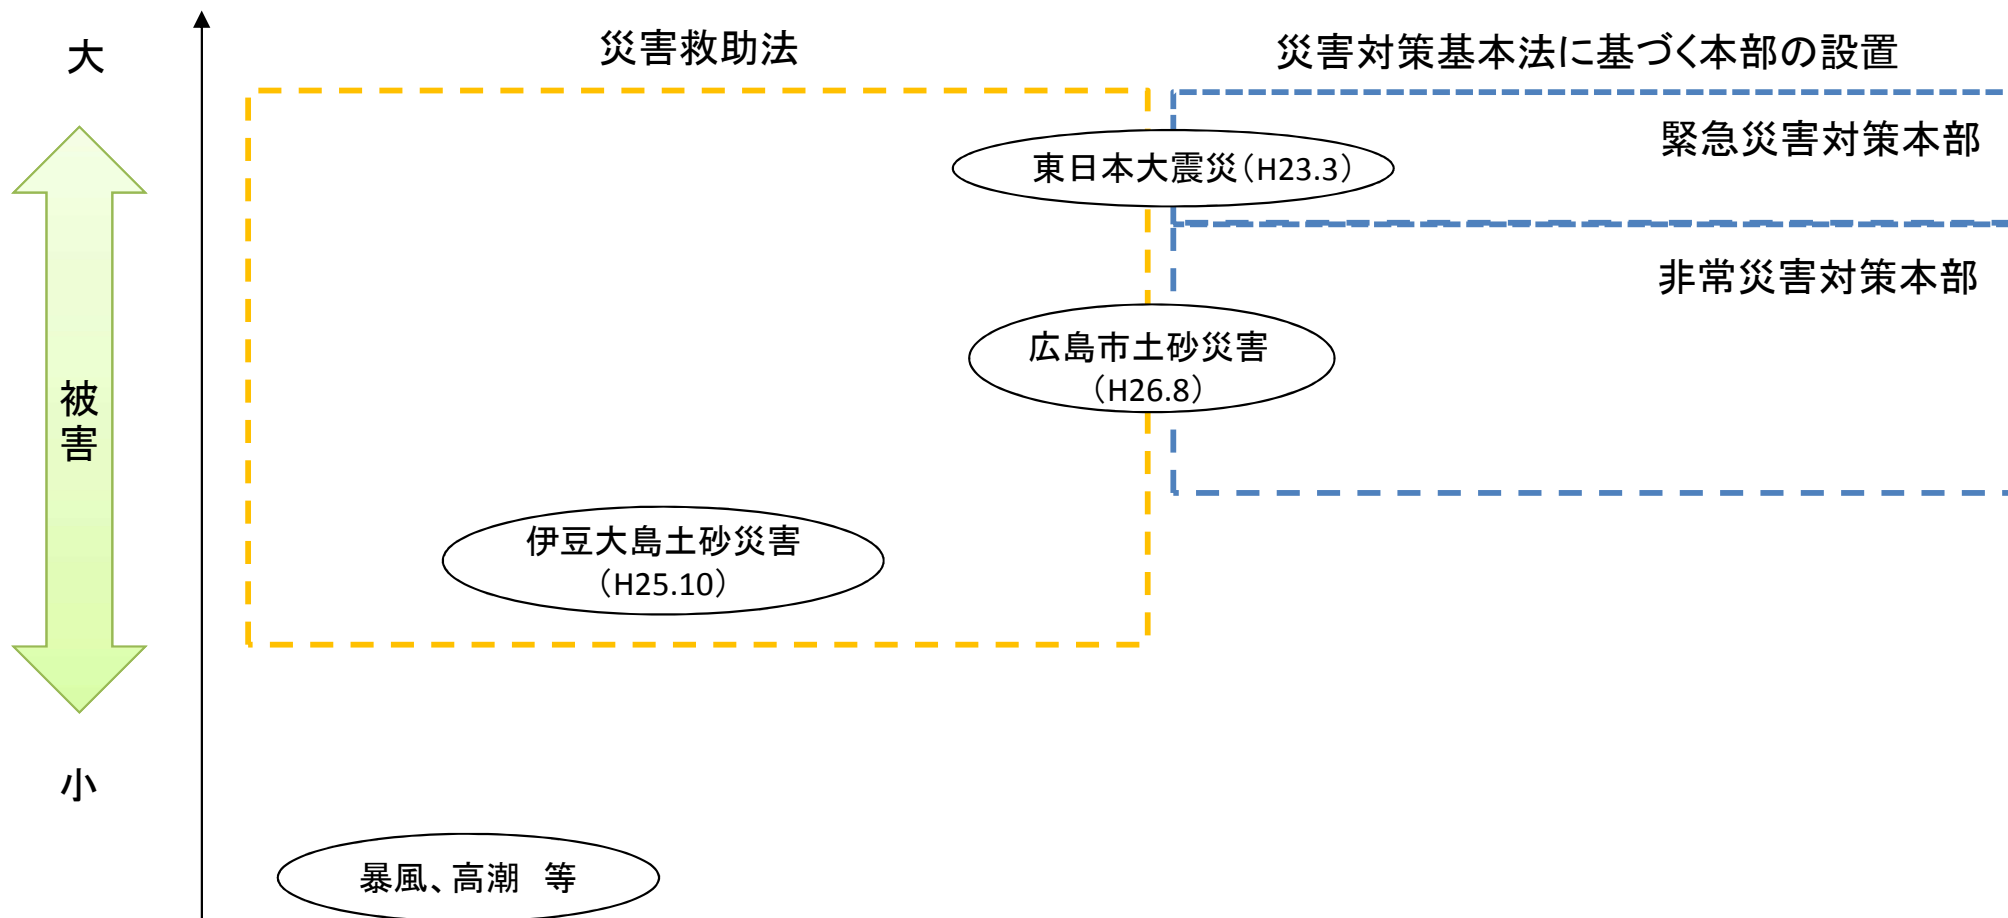 大
災害救助法
災害対策基本法に基づく本部の設置
緊急災害対策本部
東日本大震災（H23.3）
非常災害対策本部
広島市土砂災害
（H26.8）
被害
伊豆大島土砂災害
（H25.10）
小
暴風、高潮　等